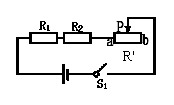 R₁ R₂ P
a b
R'
S₁